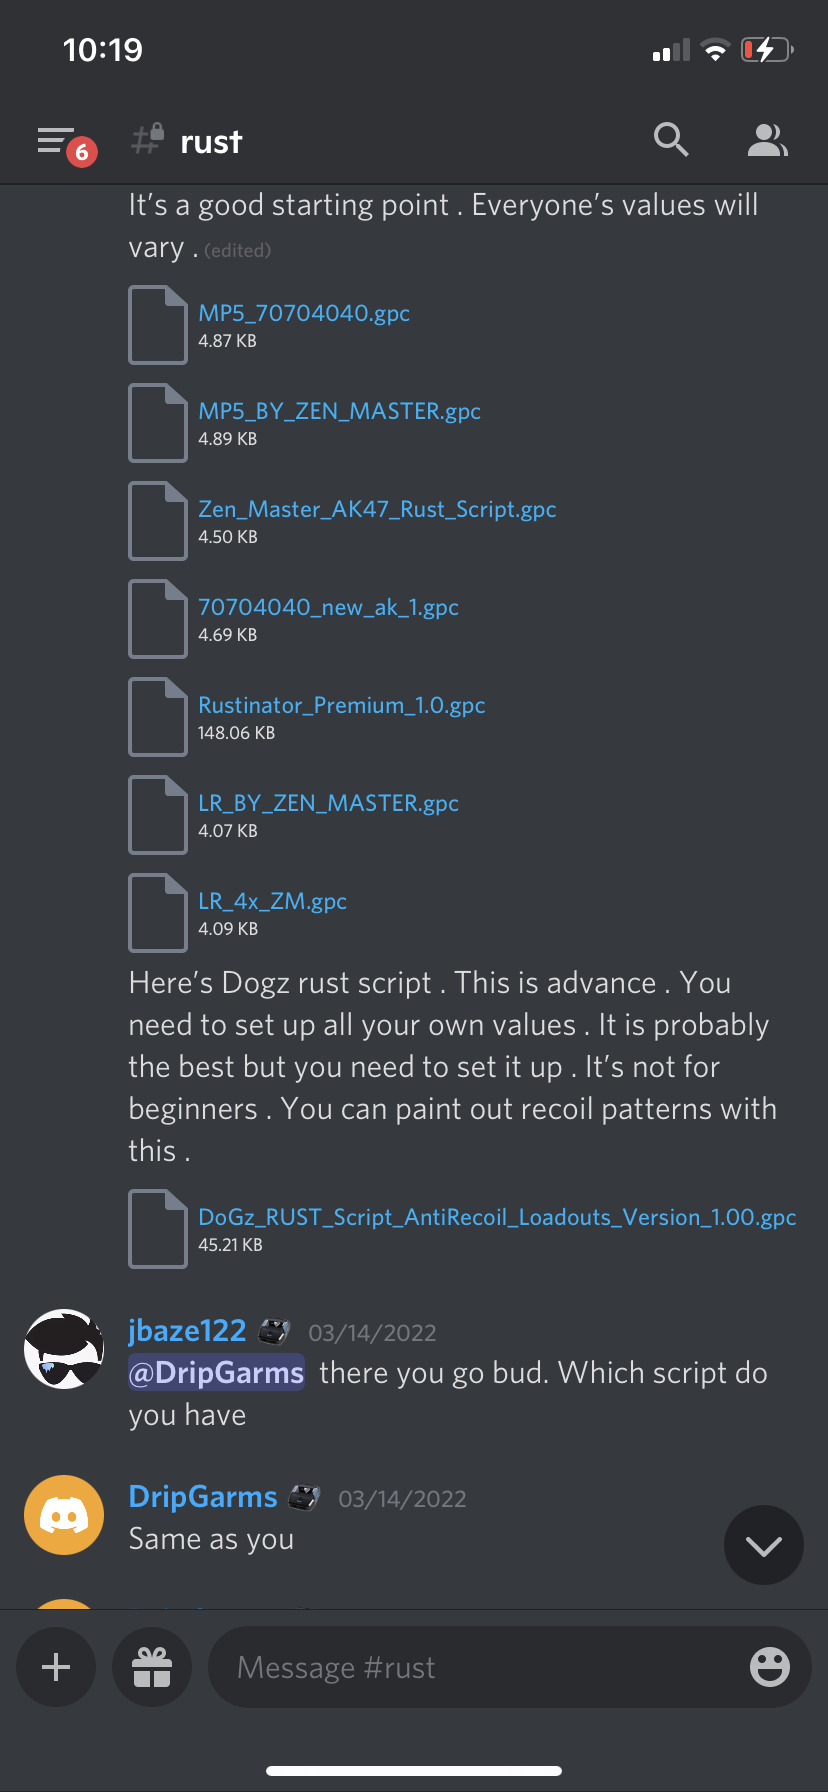 10:19
6
# rust
It's a good starting point . Everyone's values will
vary . (edited)
MP5_70704040.gpc
4.87 KB
MP5_BY_ZEN_MASTER.gpc
4.89 KB
Zen_Master_AK47_Rust_Script.gpc
4.50 KB
70704040_new_ak_1.gpc
4.69 KB
Rustinator_Premium_1.0.gpc
148.06 KB
LR_BY_ZEN_MASTER.gpc
4.07 KB
LR_4x_ZM.gpc
4.09 KB
Here's Dogz rust script . This is advance . You
need to set up all your own values . It is probably
the best but you need to set it up . It's not for
beginners . You can paint out recoil patterns with
this .
DoGz_RUST_Script_AntiRecoil_Loadouts_Version_1.00.gpc
45.21 KB
jbaze122 03/14/2022
@DripGarms there you go bud. Which script do
you have
DripGarms 03/14/2022
Same as you
Message #rust